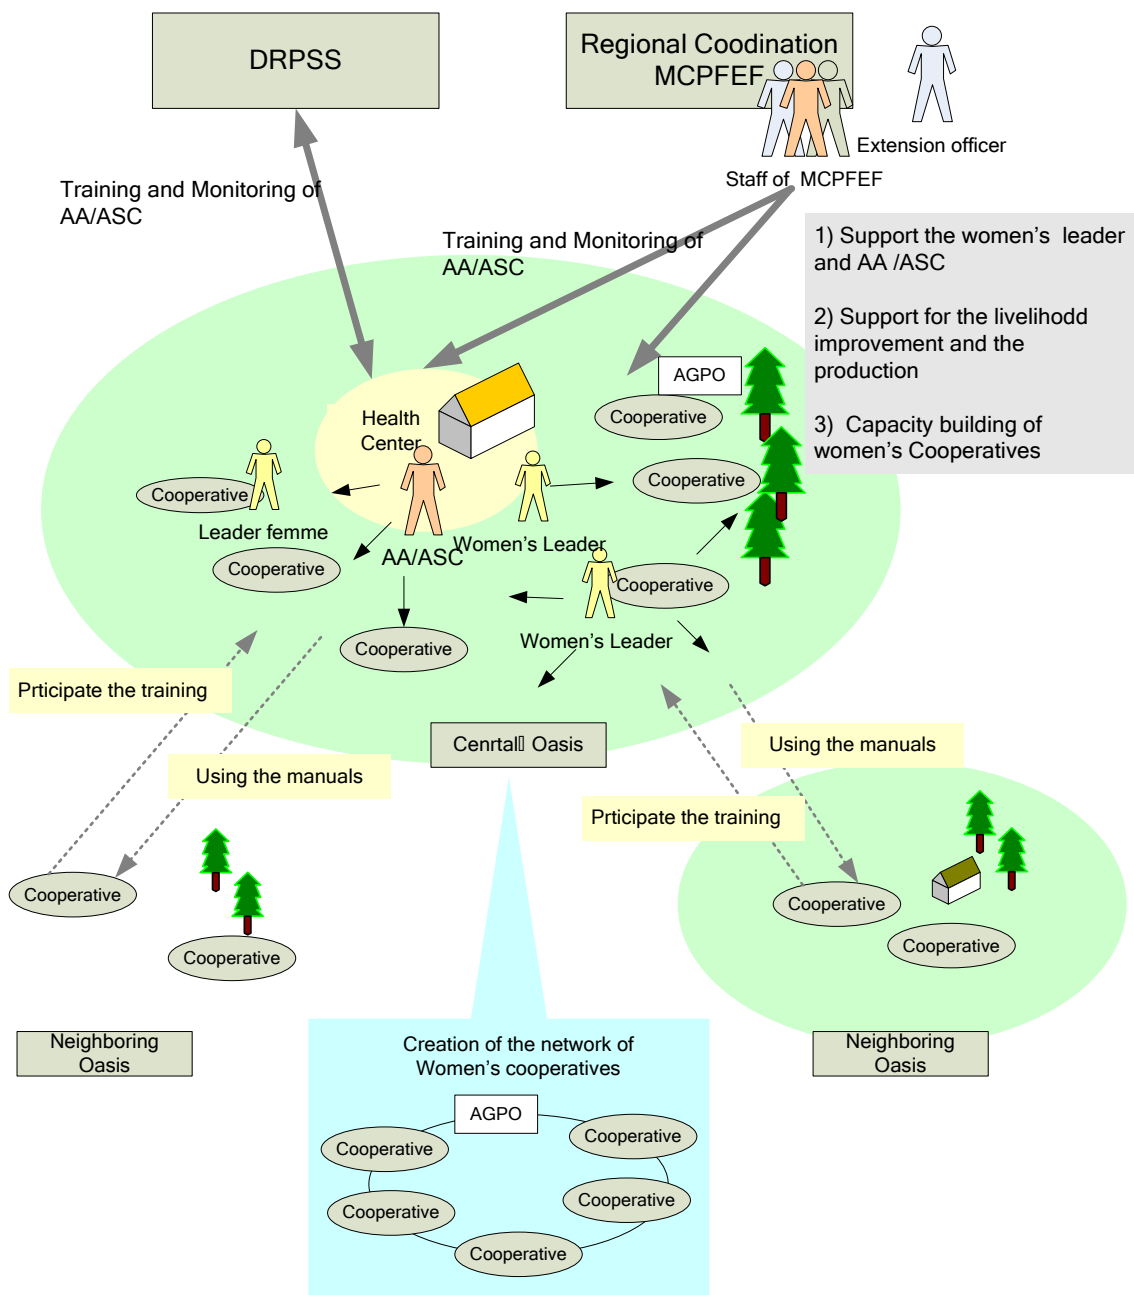 DRPSS
Regional Coodination
MCPFEF
Extension officer
Staff of MCPFEF
Training and Monitoring of
AA/ASC
Training and Monitoring of
AA/ASC
1) Support the women's leader
and AA /ASC
2) Support for the livelihodd
improvement and the
production
3) Capacity building of
women's Cooperatives
AGPO
Cooperative
Health
Center
Cooperative
Cooperative
Leader femme
Women's Leader
AA/ASC
Cooperative
Cooperative
Cooperative
Women's Leader
Prticipate the training
Cenrtal Oasis
Using the manuals
Using the manuals
Prticipate the training
Cooperative
Cooperative
Cooperative
Cooperative
Neighboring
Oasis
Neighboring
Oasis
Creation of the network of
Women's cooperatives
AGPO
Cooperative
Cooperative
Cooperative
Cooperative
Cooperative